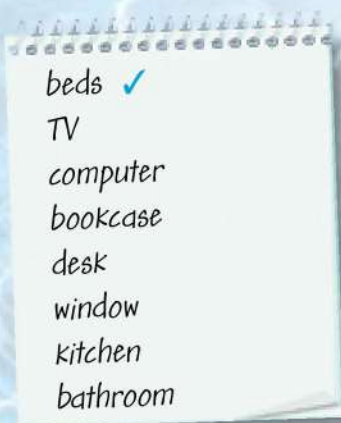 beds ✓
TV
computer
bookcase
desk
window
kitchen
bathroom